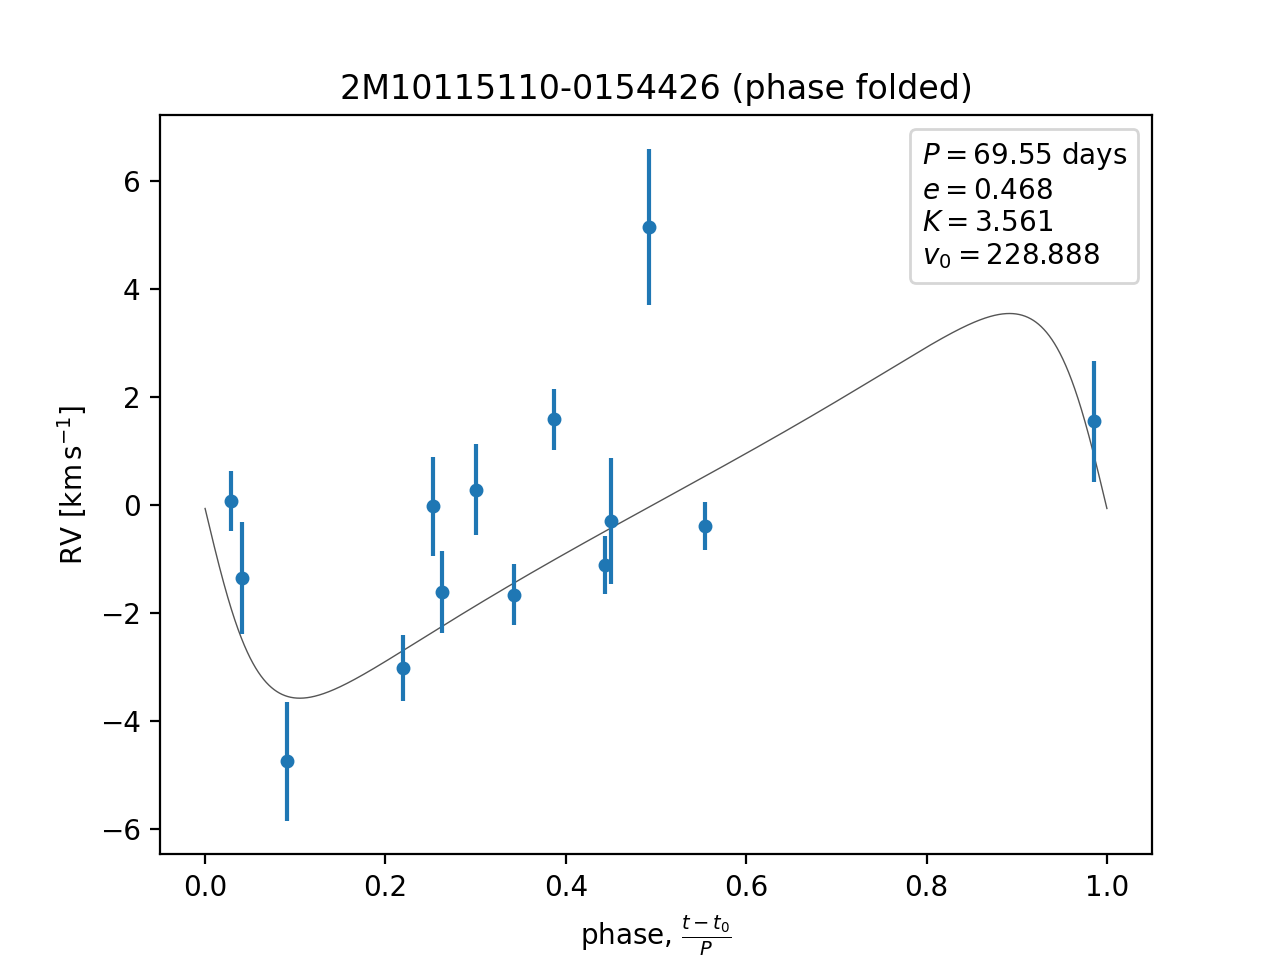 2M10115110-0154426 (phase folded)
P = 69.55 days
e = 0.468
K = 3.561
v₀ = 228.888
RV [km s⁻¹]
6
4
2
0
−2
−4
−6
0.0 0.2 0.4 0.6 0.8 1.0
phase, (t − t₀)/P